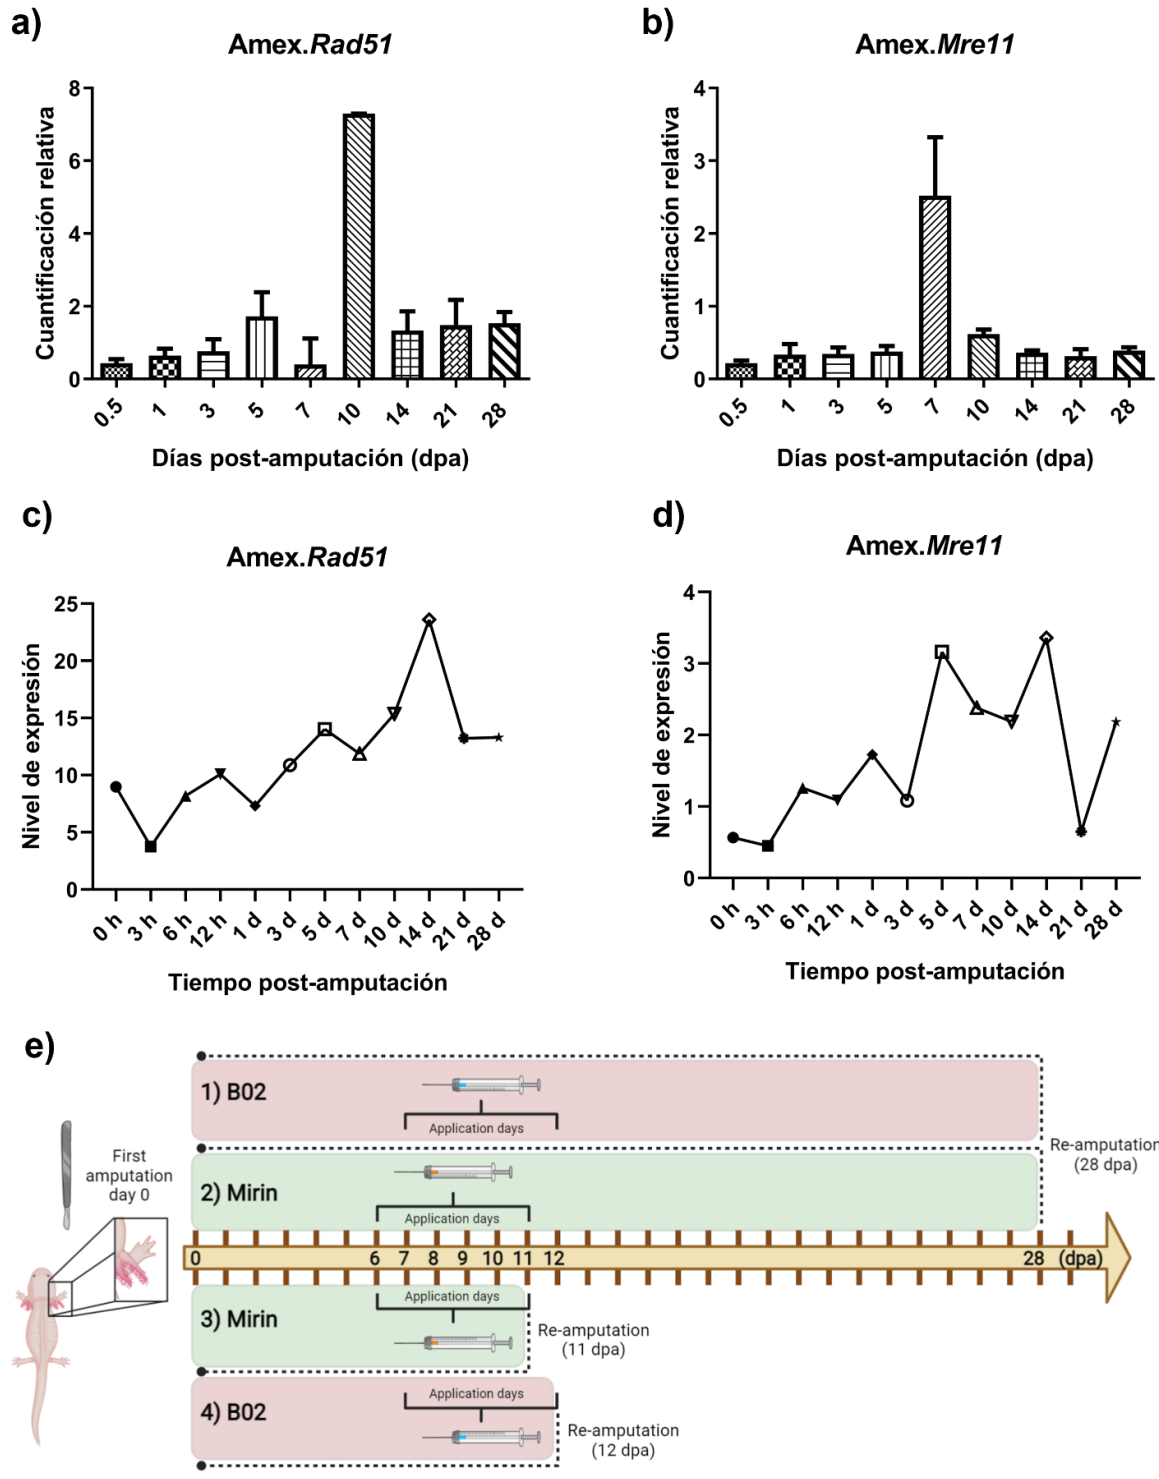 a)
Amex.Rad51
Cuantificación relativa
8
6
4
2
0
0.5 1 3 5 7 10 14 21 28
Días post-amputación (dpa)
b)
Amex.Mre11
Cuantificación relativa
4
3
2
1
0
0.5 1 3 5 7 10 14 21 28
Días post-amputación (dpa)
c)
Amex.Rad51
Nivel de expresión
25
20
15
10
5
0
0 h 3 h 6 h 12 h 1 d 3 d 5 d 7 d 10 d 14 d 21 d 28 d
Tiempo post-amputación
d)
Amex.Mre11
Nivel de expresión
4
3
2
1
0
0 h 3 h 6 h 12 h 1 d 3 d 5 d 7 d 10 d 14 d 21 d 28 d
Tiempo post-amputación
e)
First
amputation
day 0
1) B02
Application days
2) Mirin
Application days
Re-amputation
(28 dpa)
0 6 7 8 9 10 11 12 28 (dpa)
3) Mirin
Application days
Re-amputation
(11 dpa)
4) B02
Application days
Re-amputation
(12 dpa)